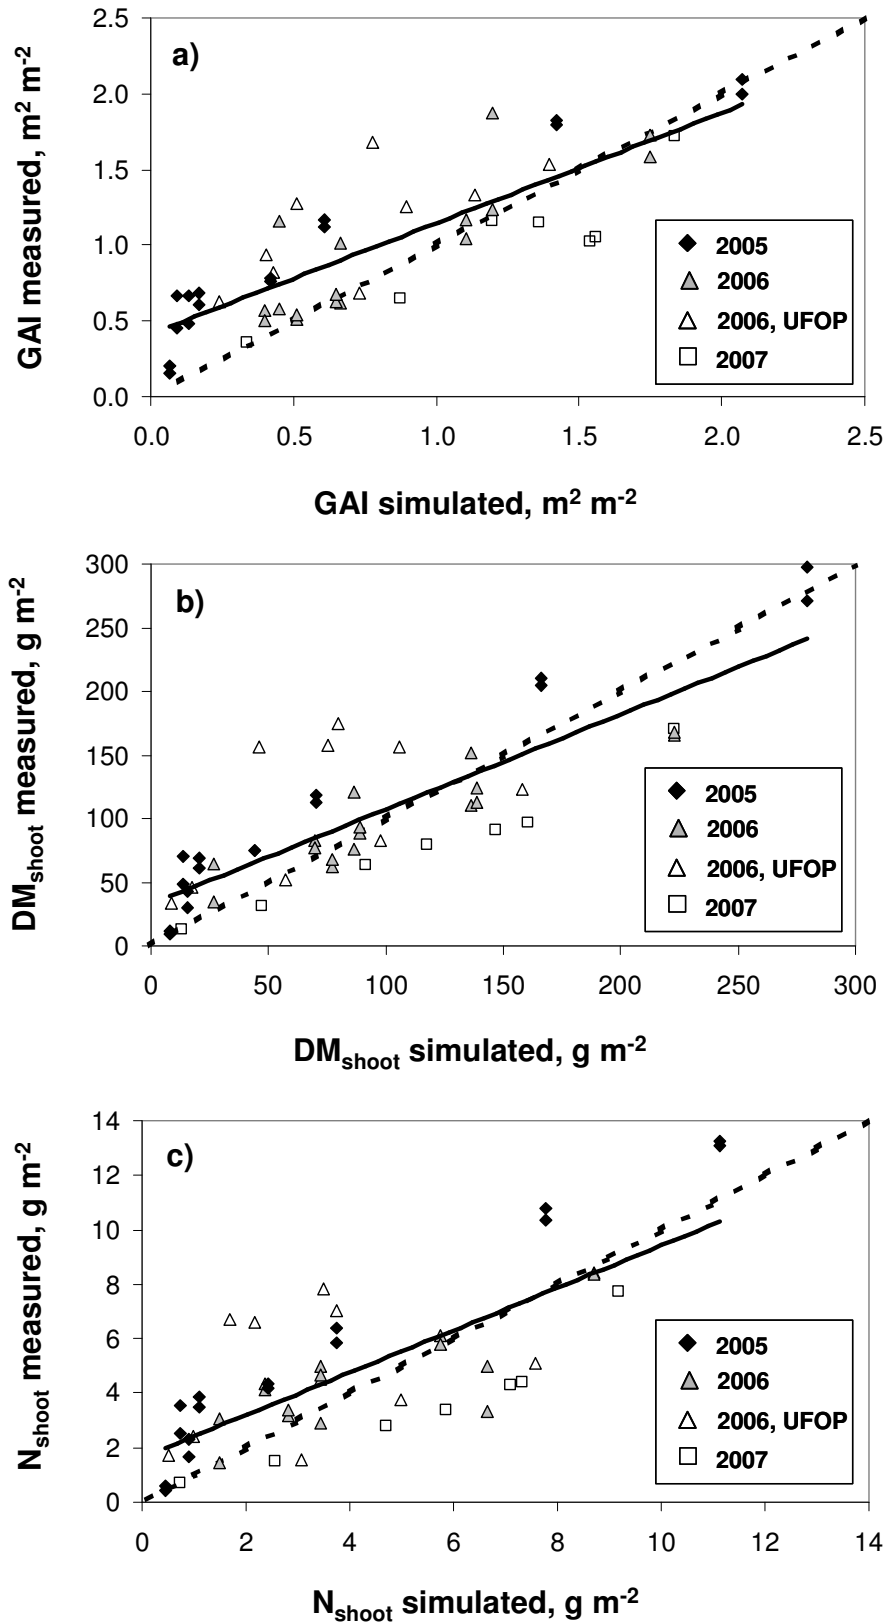 a)
GAI measured, m² m⁻²
2.5
2.0
1.5
1.0
0.5
0.0
0.0 0.5 1.0 1.5 2.0 2.5
GAI simulated, m² m⁻²
2005
2006
2006, UFOP
2007
b)
DMshoot measured, g m⁻²
300
250
200
150
100
50
0
0 50 100 150 200 250 300
DMshoot simulated, g m⁻²
2005
2006
2006, UFOP
2007
c)
Nshoot measured, g m⁻²
14
12
10
8
6
4
2
0
0 2 4 6 8 10 12 14
Nshoot simulated, g m⁻²
2005
2006
2006, UFOP
2007